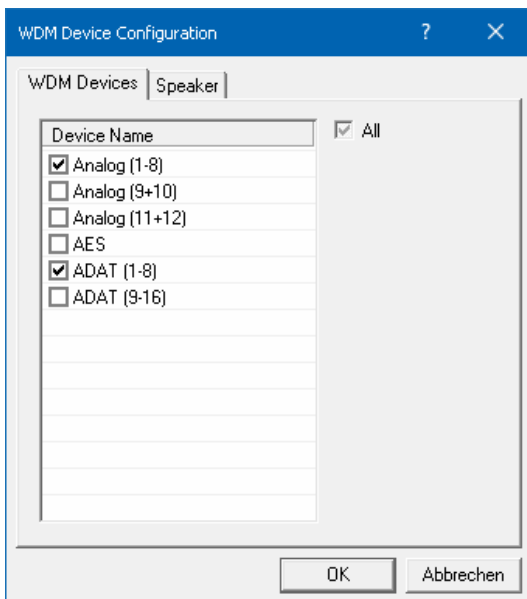 WDM Device Configuration ?
WDM Devices Speaker
Device Name All
Analog (1-8)
Analog (9+10)
Analog (11+12)
AES
ADAT (1-8)
ADAT (9-16)
OK Abbrechen